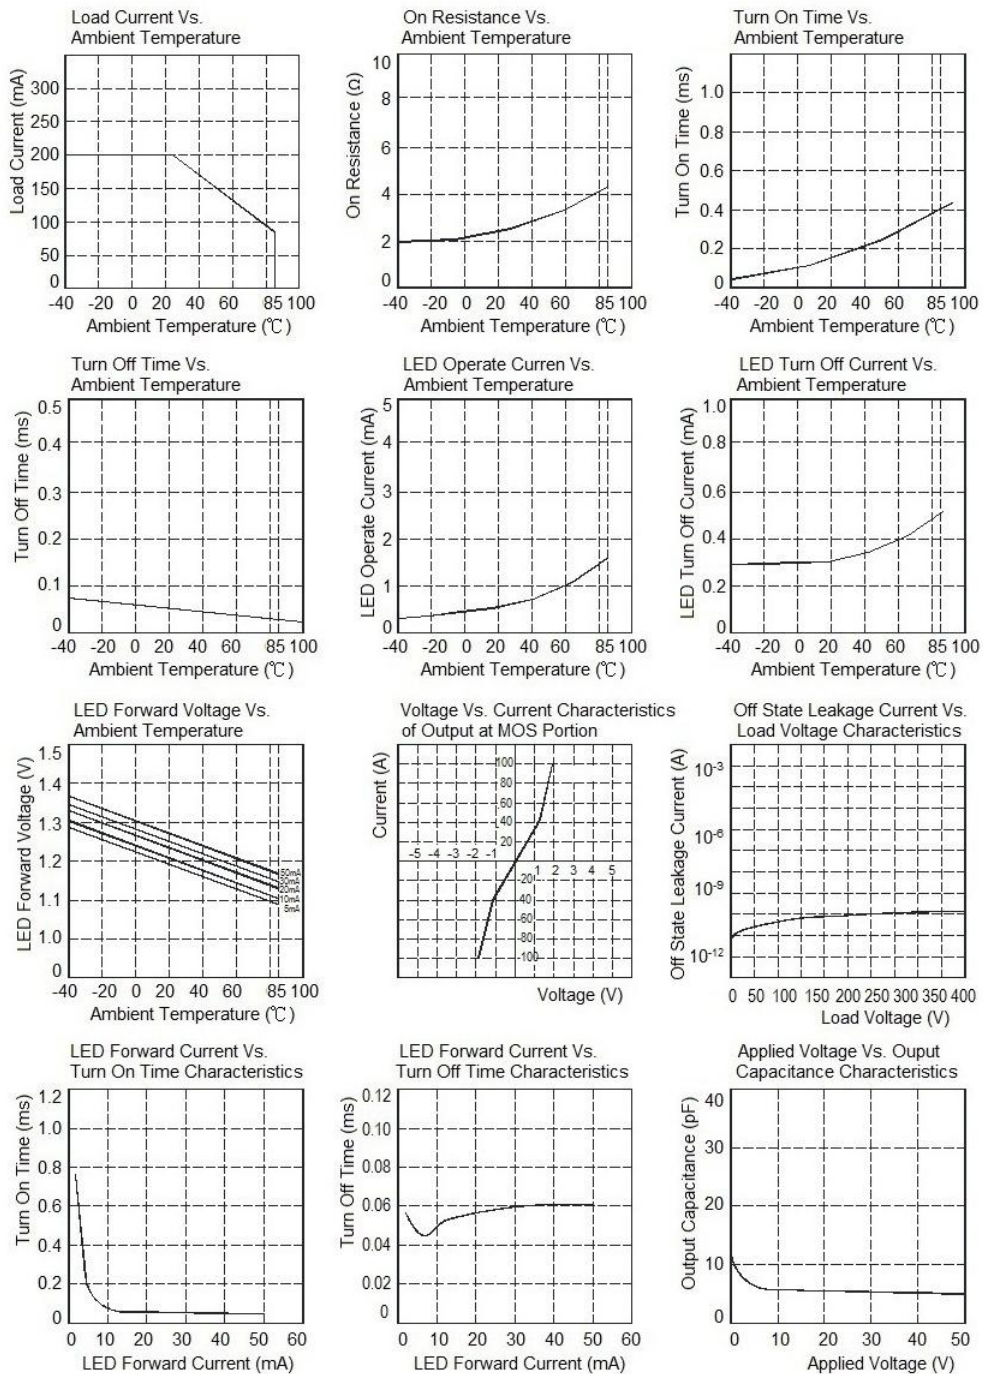 Load Current Vs.
Ambient Temperature
Load Current (mA)
300
250
200
150
100
50
0
-40 -20 0 20 40 60 85 100
Ambient Temperature (℃)
On Resistance Vs.
Ambient Temperature
On Resistance (Ω)
10
8
6
4
2
0
-40 -20 0 20 40 60 85 100
Ambient Temperature (℃)
Turn On Time Vs.
Ambient Temperature
Turn On Time (ms)
1.0
0.8
0.6
0.4
0.2
0
-40 -20 0 20 40 60 85 100
Ambient Temperature (℃)
Turn Off Time Vs.
Ambient Temperature
Turn Off Time (ms)
0.5
0.4
0.3
0.2
0.1
0
-40 -20 0 20 40 60 85 100
Ambient Temperature (℃)
LED Operate Curren Vs.
Ambient Temperature
LED Operate Current (mA)
5
4
3
2
1
0
-40 -20 0 20 40 60 85 100
Ambient Temperature (℃)
LED Turn Off Current Vs.
Ambient Temperature
LED Turn Off Current (mA)
1.0
0.8
0.6
0.4
0.2
0
-40 -20 0 20 40 60 85 100
Ambient Temperature (℃)
LED Forward Voltage Vs.
Ambient Temperature
LED Forward Voltage (V)
1.5
1.4
1.3
1.2
1.1
1.0
0
50mA
30mA
20mA
10mA
5mA
-40 -20 0 20 40 60 85 100
Ambient Temperature (℃)
Voltage Vs. Current Characteristics
of Output at MOS Portion
Current (A)
100
80
60
40
20
-5 -4 -3 -2 -1
1 2 3 4 5
-20
-40
-60
-80
-100
Voltage (V)
Off State Leakage Current Vs.
Load Voltage Characteristics
Off State Leakage Current (A)
10-3
10-6
10-9
10-12
0 50 100 150 200 250 300 350 400
Load Voltage (V)
LED Forward Current Vs.
Turn On Time Characteristics
Turn On Time (ms)
1.2
1.0
0.8
0.6
0.4
0.2
0
0 10 20 30 40 50 60
LED Forward Current (mA)
LED Forward Current Vs.
Turn Off Time Characteristics
Turn Off Time (ms)
0.12
0.10
0.08
0.06
0.04
0.02
0
0 10 20 30 40 50 60
LED Forward Current (mA)
Applied Voltage Vs. Ouput
Capacitance Characteristics
Output Capacitance (pF)
40
30
20
10
0
0 10 20 30 40 50
Applied Voltage (V)